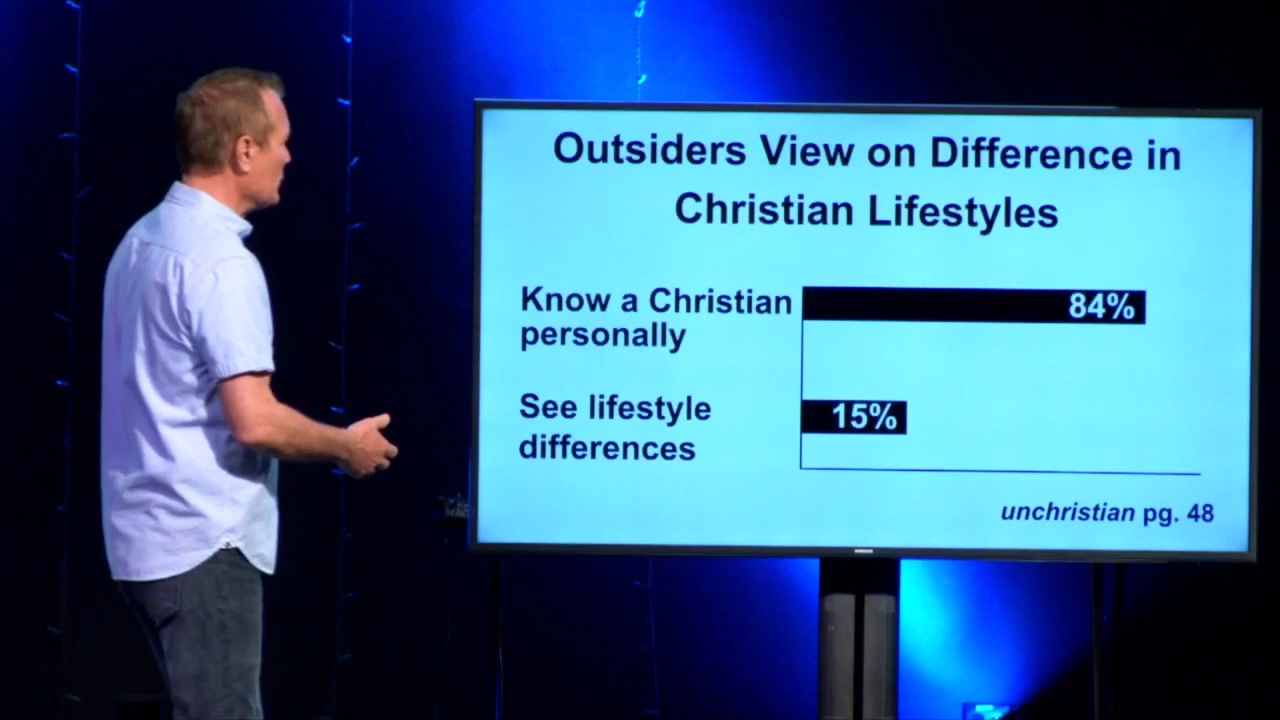 Outsiders View on Difference in
Christian Lifestyles
Know a Christian
personally
84%
See lifestyle
differences
15%
unchristian pg. 48